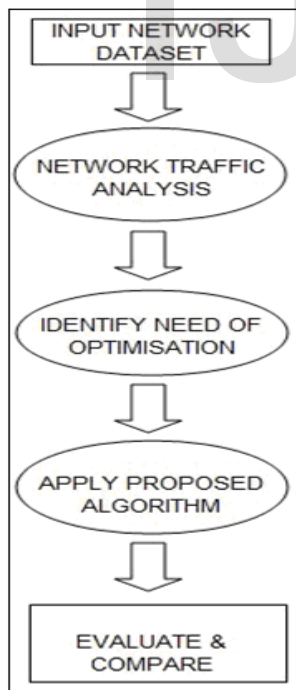 INPUT NETWORK
DATASET
NETWORK TRAFFIC
ANALYSIS
IDENTIFY NEED OF
OPTIMISATION
APPLY PROPOSED
ALGORITHM
EVALUATE &
COMPARE